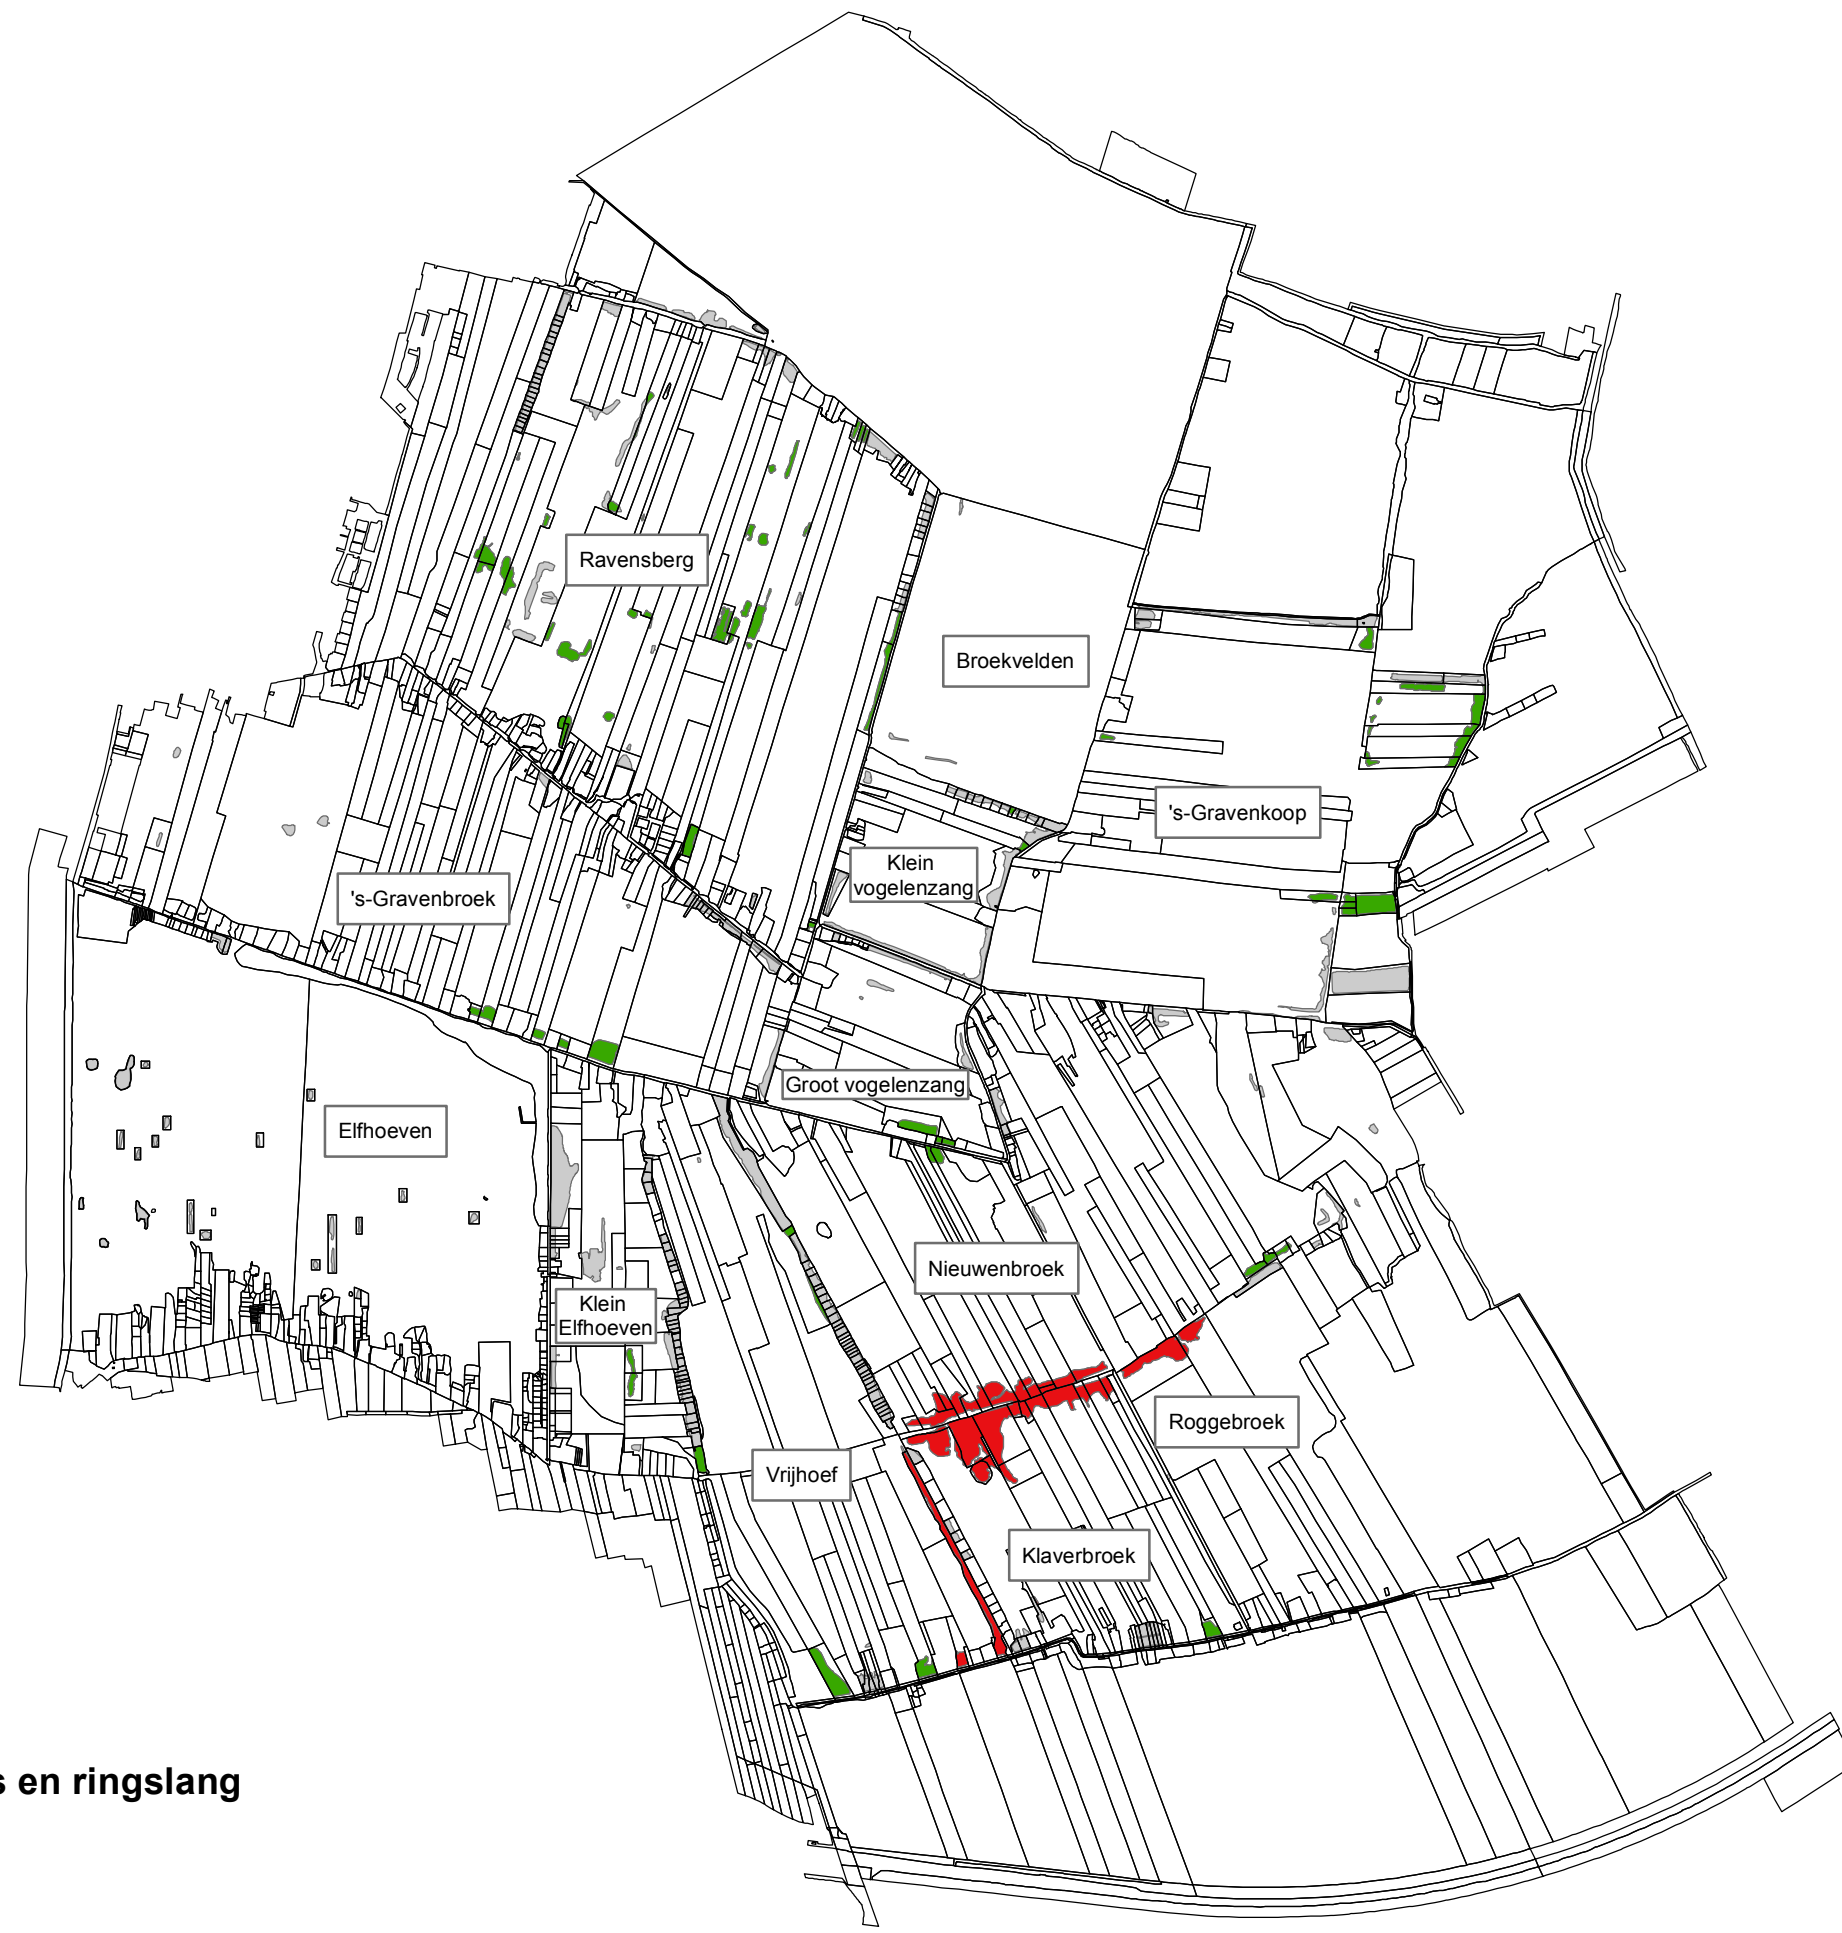 Ravensberg
Broekvelden
's-Gravenkoop
Klein
vogelenzang
's-Gravenbroek
Groot vogelenzang
Elfhoeven
Nieuwenbroek
Klein
Elfhoeven
Roggebroek
Vrijhoef
Klaverbroek
en ringslang